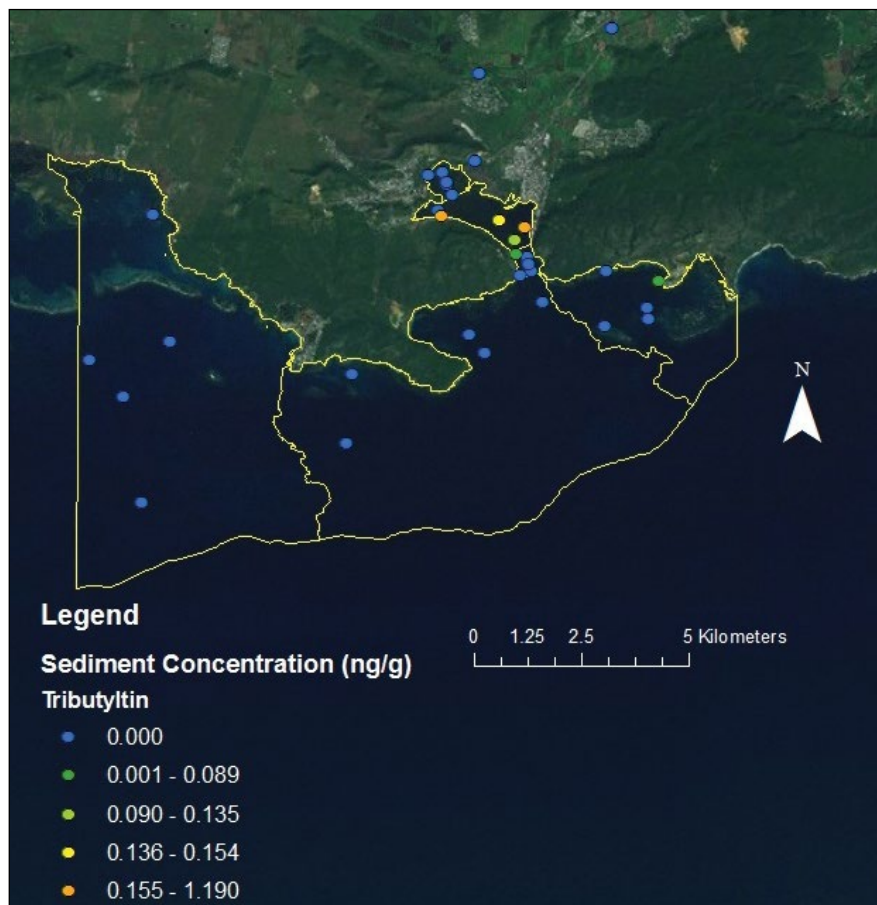 N
Legend
0 1.25 2.5 5 Kilometers
Sediment Concentration (ng/g)
Tributyltin
0.000
0.001 - 0.089
0.090 - 0.135
0.136 - 0.154
0.155 - 1.190